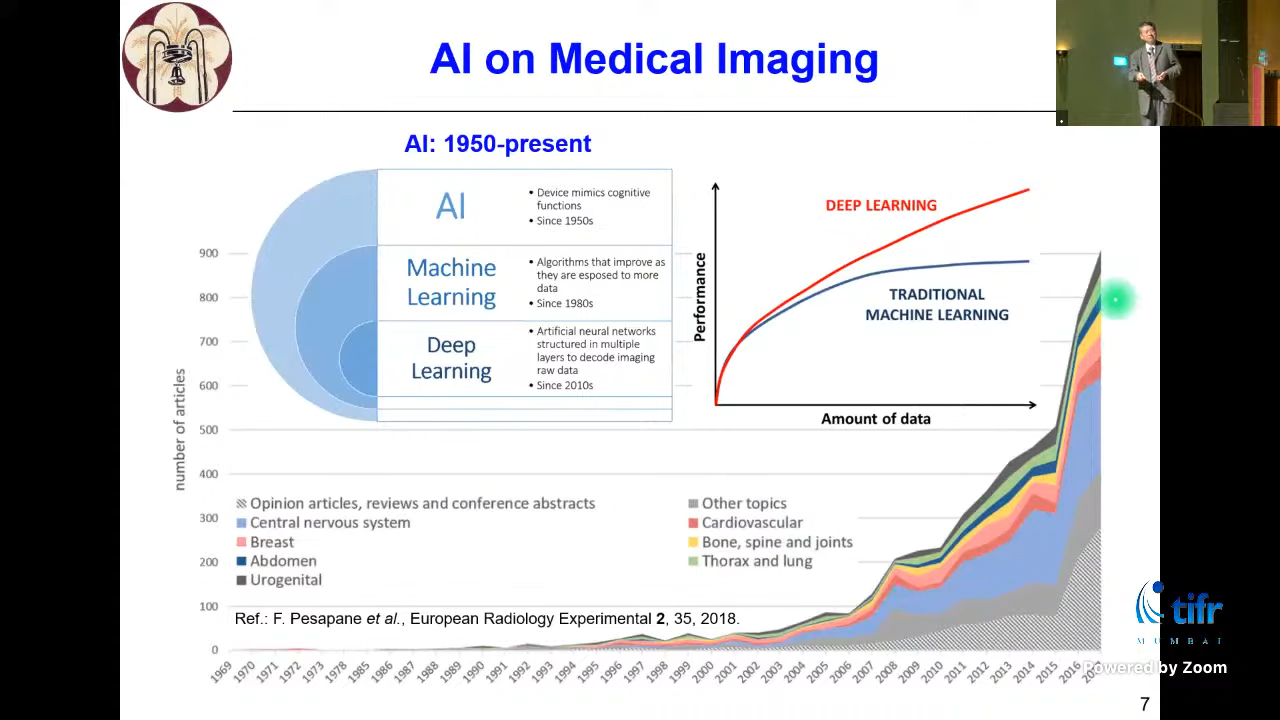 AI on Medical Imaging
AI: 1950-present
AI
• Device mimics cognitive
functions
• Since 1950s
Machine
Learning
• Algorithms that improve as
they are esposed to more
data
• Since 1980s
Deep
Learning
• Artificial neural networks
structured in multiple
layers to decode imaging
raw data
• Since 2010s
Performance
DEEP LEARNING
TRADITIONAL
MACHINE LEARNING
Amount of data
number of articles
900
800
700
600
500
400
300
200
100
0
Opinion articles, reviews and conference abstracts
Central nervous system
Breast
Abdomen
Urogenital
Other topics
Cardiovascular
Bone, spine and joints
Thorax and lung
Ref.: F. Pesapane et al., European Radiology Experimental 2, 35, 2018.
1969 1970 1971 1972 1973 1978 1985 1986 1987 1988 1989 1990 1991 1992 1993 1994 1995 1996 1997 1998 1999 2000 2001 2002 2003 2004 2005 2006 2007 2008 2009 2010 2011 2012 2013 2014 2015 2016
tifr
MUMBAI
Powered by Zoom
7